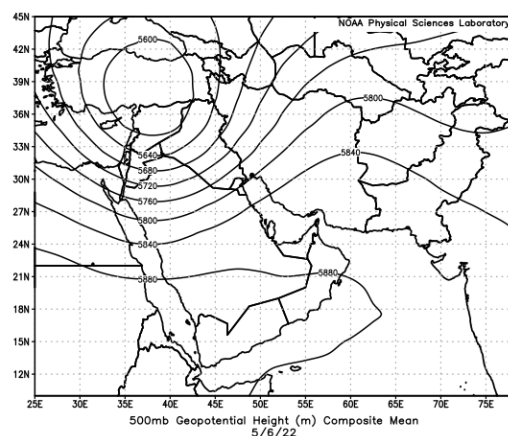 NOAA Physical Sciences Laboratory
45N
42N
39N
36N
33N
30N
27N
24N
21N
18N
15N
12N
5600
5640
5680
5720
5760
5800
5840
5880
5800
5840
5880
25E 30E 35E 40E 45E 50E 55E 60E 65E 70E 75E
500mb Geopotential Height (m) Composite Mean
5/6/22